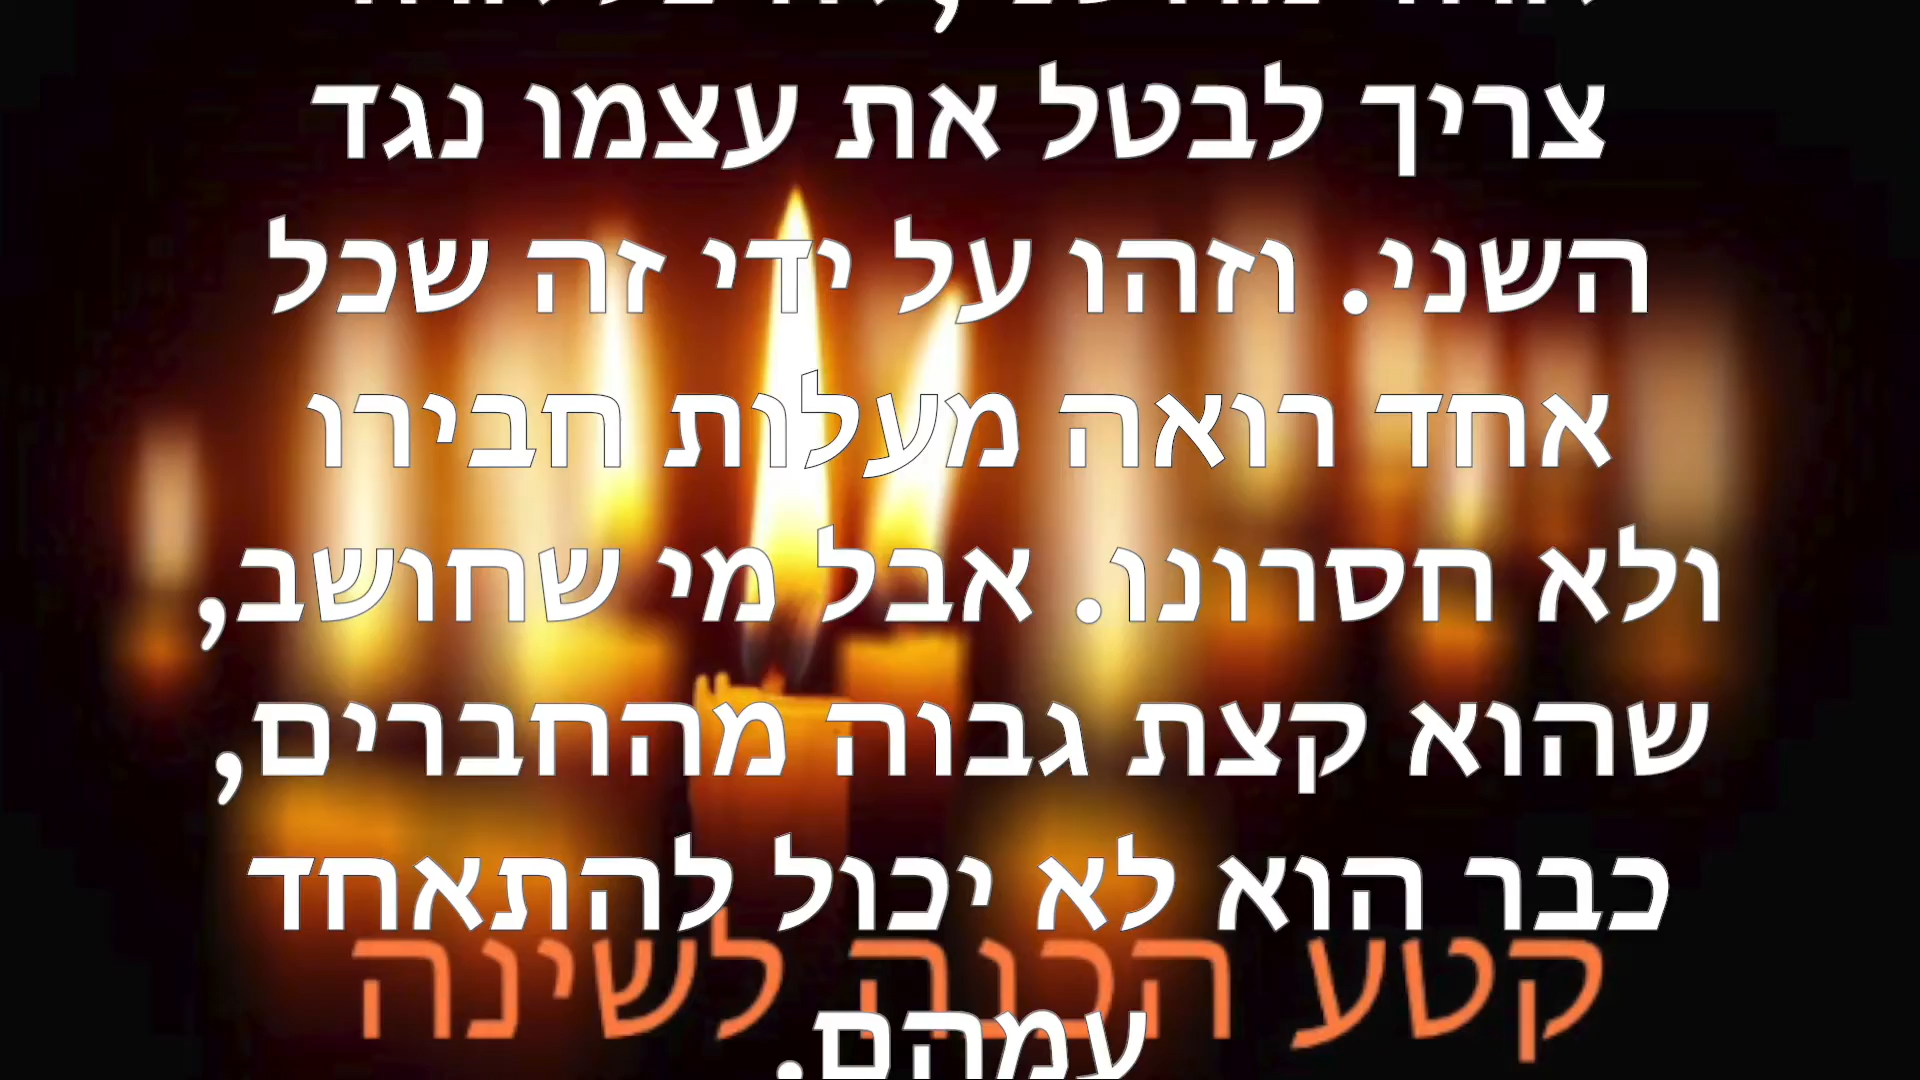 צריך לבטל את עצמו נגד
השני. וזהו על ידי זה שכל
אחד רואה מעלות חבירו
ולא חסרונו. אבל מי שחושב,
שהוא קצת גבוה מהחברים,
כבר הוא לא יכול להתאחד
קטע הכנה לשינה
עמהם.